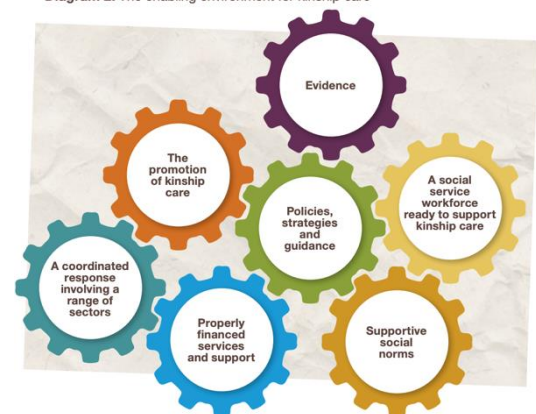 Diagram 2. The enabling environment for kinship care
Evidence
The
promotion
of kinship
care
A social
service
workforce
ready to support
kinship care
Policies,
strategies
and
guidance
A coordinated
response
involving a
range of
sectors
Properly
financed
services
and support
Supportive
social
norms